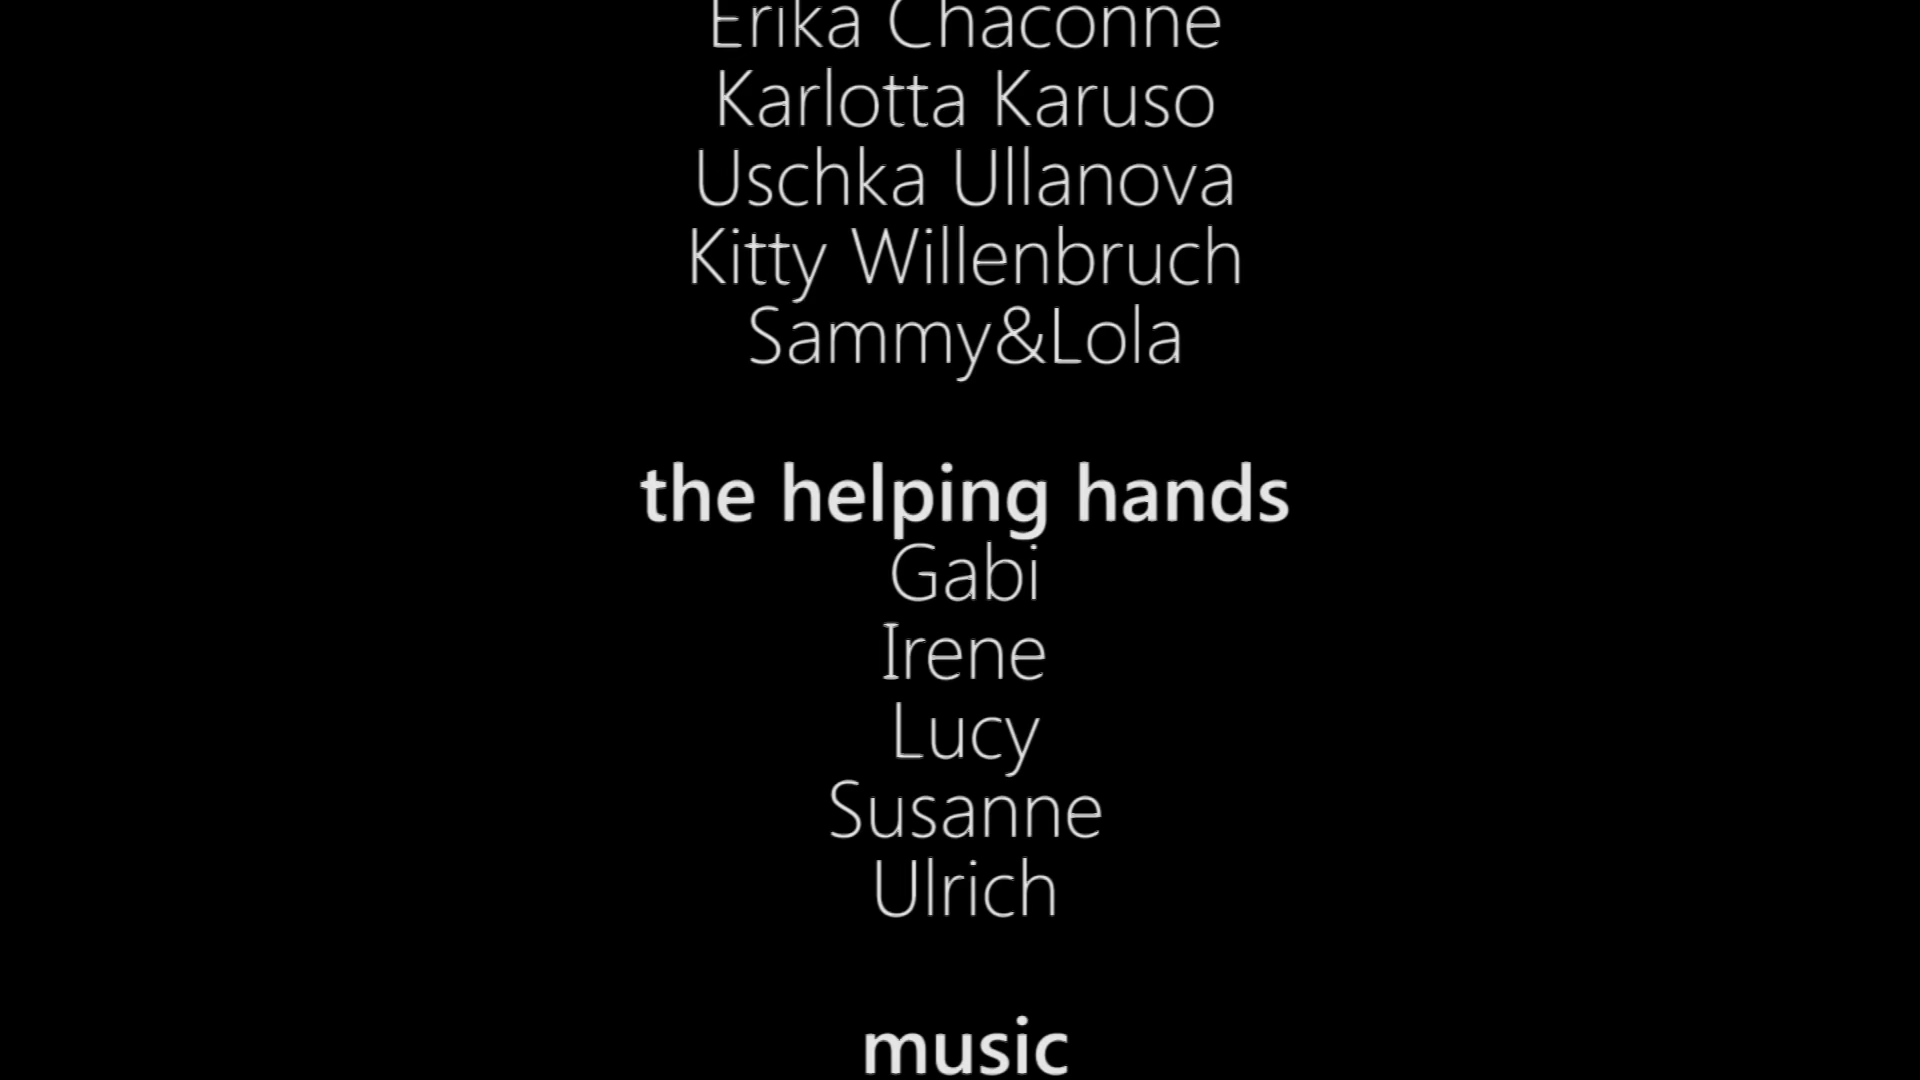 Erika Chaconne
Karlotta Karuso
Uschka Ullanova
Kitty Willenbruch
Sammy&Lola
the helping hands
Gabi
Irene
Lucy
Susanne
Ulrich
music